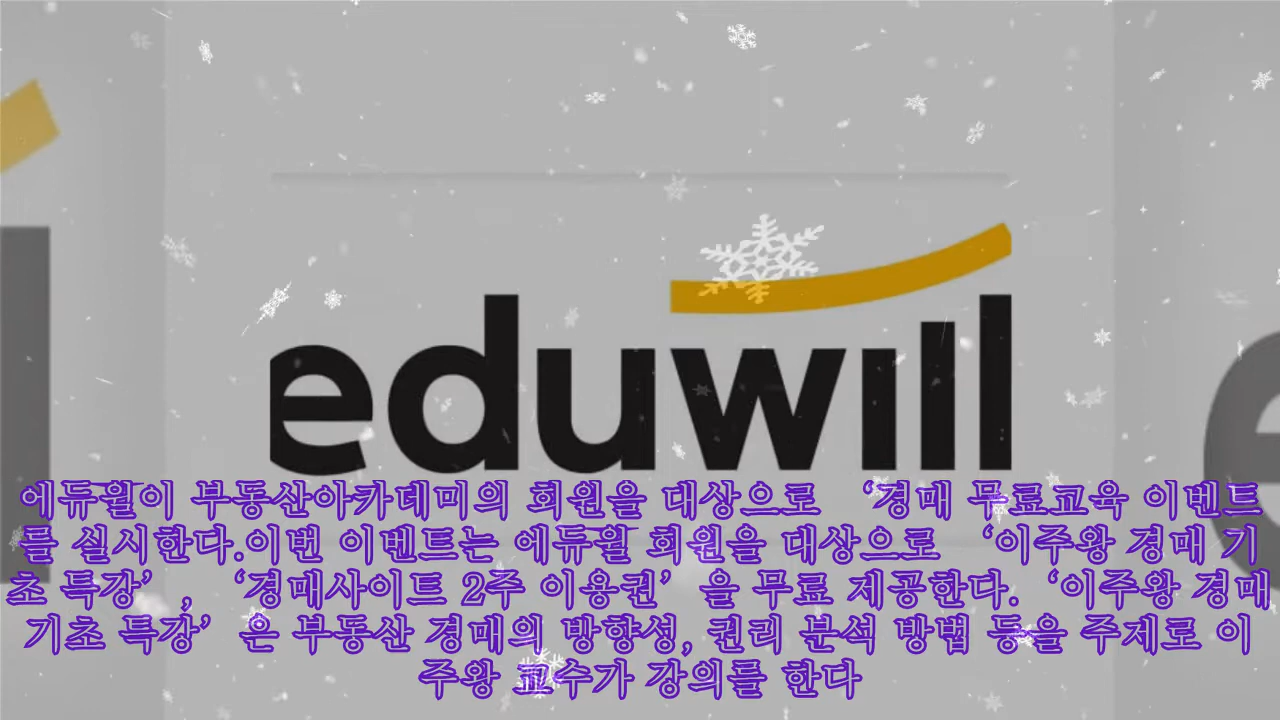 eduwill
에듀윌이 부동산아카데미의 회원을 대상으로 ‘경매 무료교육 이벤트
를 실시한다.이번 이벤트는 에듀윌 회원을 대상으로 ‘이주왕 경매 기
초 특강’, ‘경매사이트 2주 이용권’을 무료 제공한다. ‘이주왕 경매
기초 특강’은 부동산 경매의 방향성, 권리 분석 방법 등을 주제로 이
주왕 교수가 강의를 한다